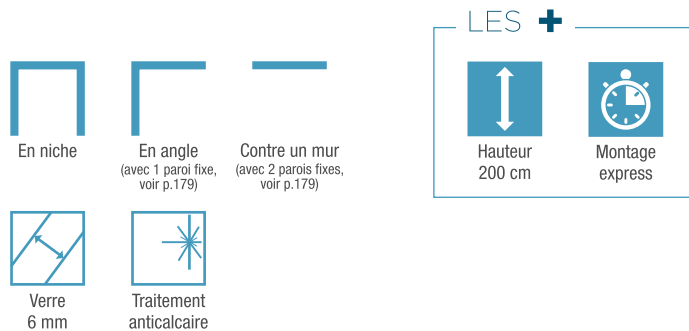 LES +
En niche
En angle
(avec 1 paroi fixe,
voir p.179)
Contre un mur
(avec 2 parois fixes,
voir p.179)
Hauteur
200 cm
Montage
express
Verre
6 mm
Traitement
anticalcaire